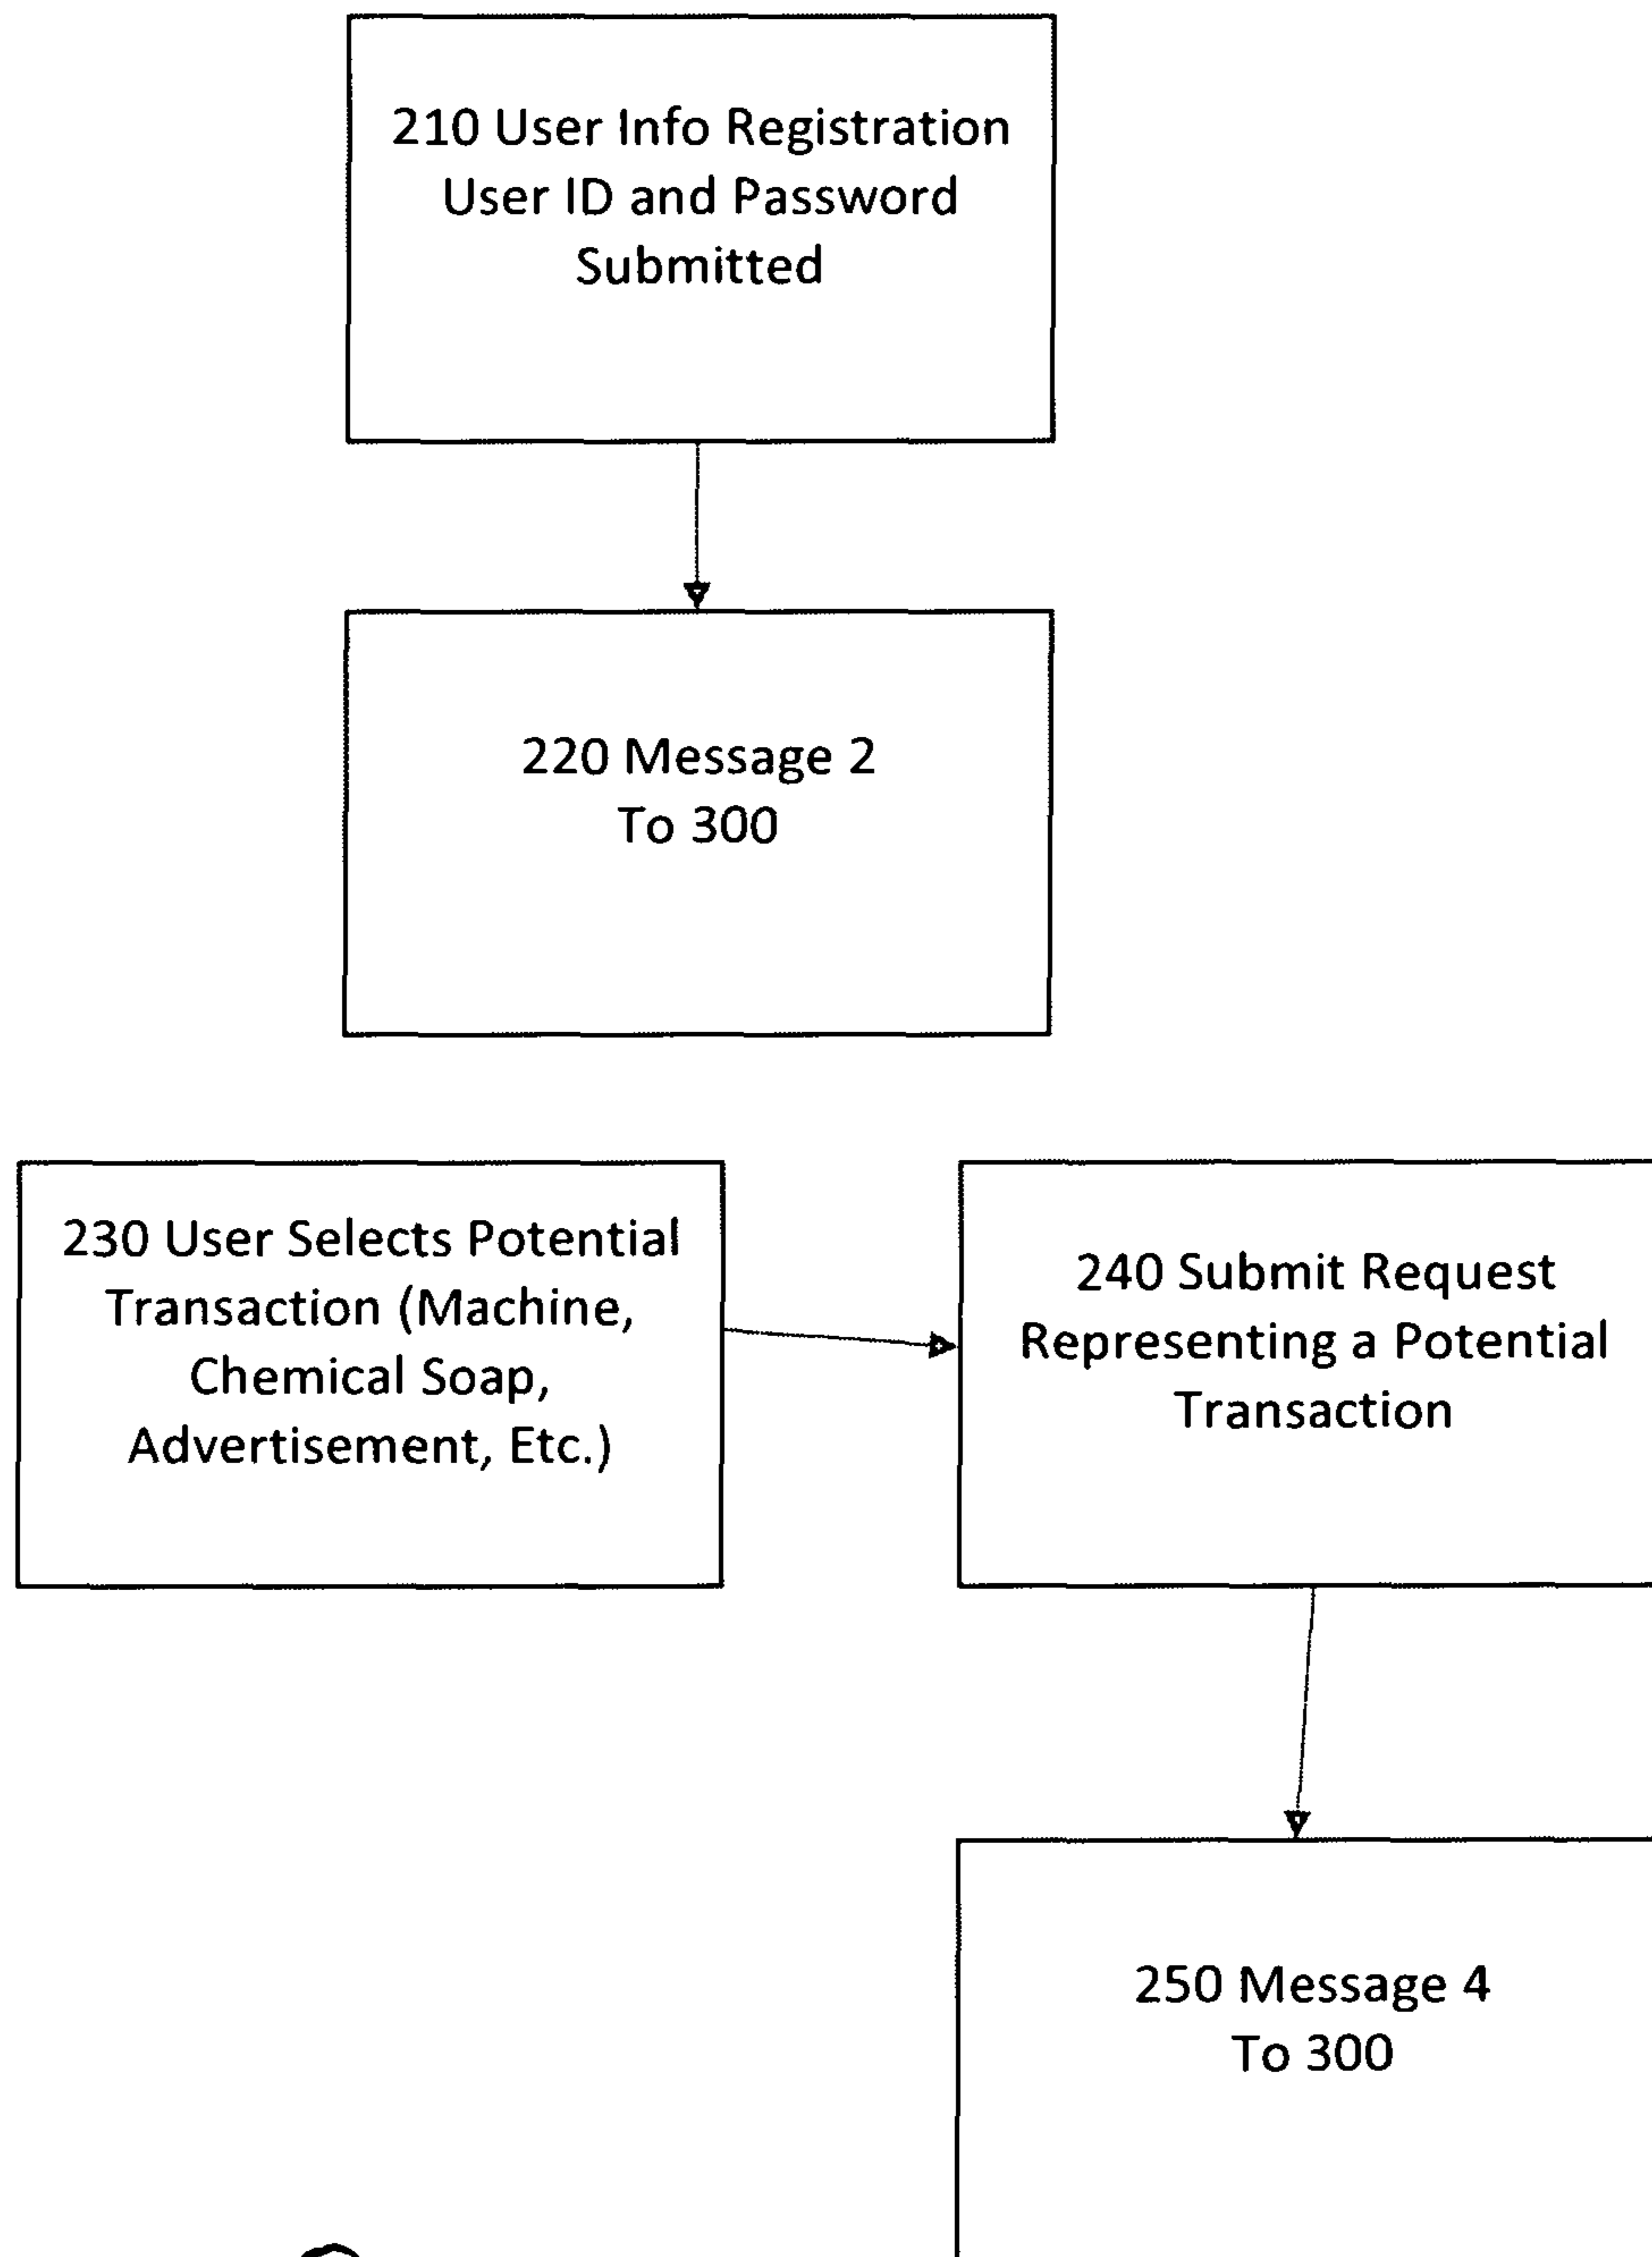 210 User Info Registration
User ID and Password
Submitted
220 Message 2
To 300
230 User Selects Potential
Transaction (Machine,
Chemical Soap,
Advertisement, Etc.)
240 Submit Request
Representing a Potential
Transaction
250 Message 4
To 300